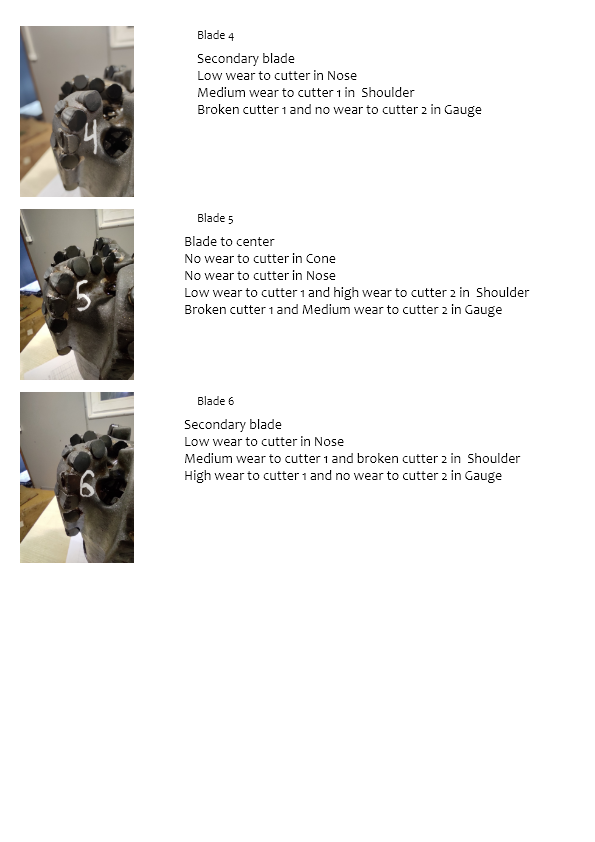 Blade 4
Secondary blade
Low wear to cutter in Nose
Medium wear to cutter 1 in  Shoulder
Broken cutter 1 and no wear to cutter 2 in Gauge
4
Blade 5
Blade to center
No wear to cutter in Cone
No wear to cutter in Nose
Low wear to cutter 1 and high wear to cutter 2 in  Shoulder
Broken cutter 1 and Medium wear to cutter 2 in Gauge
5
Blade 6
Secondary blade
Low wear to cutter in Nose
Medium wear to cutter 1 and broken cutter 2 in  Shoulder
High wear to cutter 1 and no wear to cutter 2 in Gauge
6